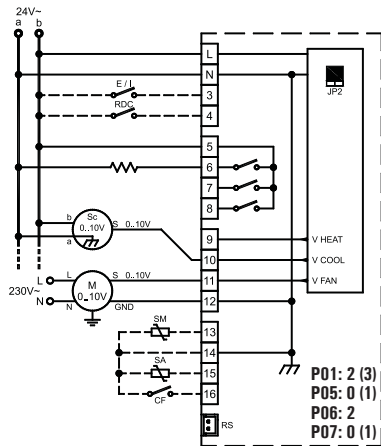 24V~
a b
L
N
JP2
E / I
3
RDC
4
5
6
7
8
b Sc S 0..10V
0..10V
a
9 V HEAT
10 V COOL
L L M S 0..10V 11 V FAN
230V~ 0..10V
N N GND 12
SM
13
14
SA
15
CF
16
RS
P01: 2 (3)
P05: 0 (1)
P06: 2
P07: 0 (1)